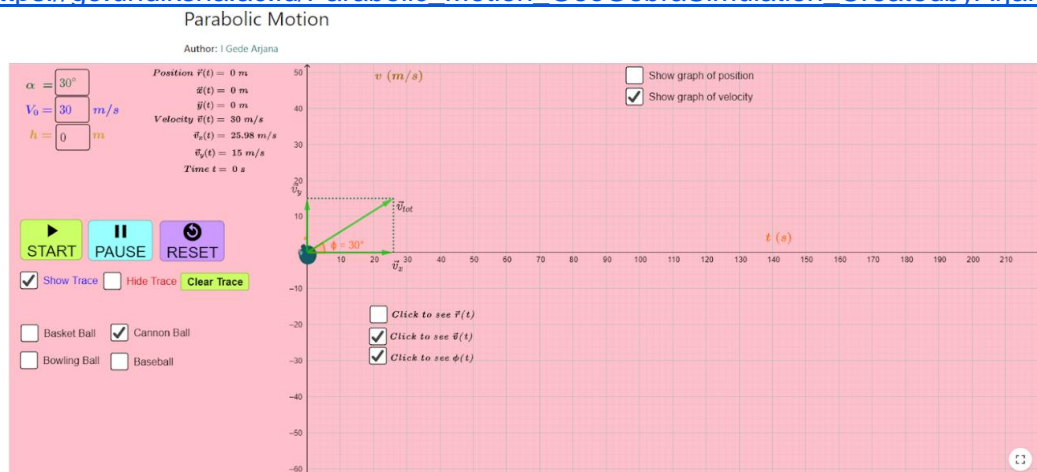 Parabolic Motion
Author: I Gede Arjana
α = 30°
V₀ = 30 m/s
h = 0 m
Position r⃗(t) = 0 m
x⃗(t) = 0 m
y⃗(t) = 0 m
Velocity v⃗(t) = 30 m/s
v⃗ₓ(t) = 25.98 m/s
v⃗y(t) = 15 m/s
Time t = 0 s
START
PAUSE
RESET
Show Trace
Hide Trace
Clear Trace
Basket Ball
Cannon Ball
Bowling Ball
Baseball
v (m/s)
Show graph of position
Show graph of velocity
50
40
30
20
v⃗y
10
v⃗tot
ϕ = 30°
v⃗ₓ
t (s)
10 20 30 40 50 60 70 80 90 100 110 120 130 140 150 160 170 180 190 200 210
−10
−20
−30
−40
−50
−60
Click to see r⃗(t)
Click to see v⃗(t)
Click to see ϕ(t)